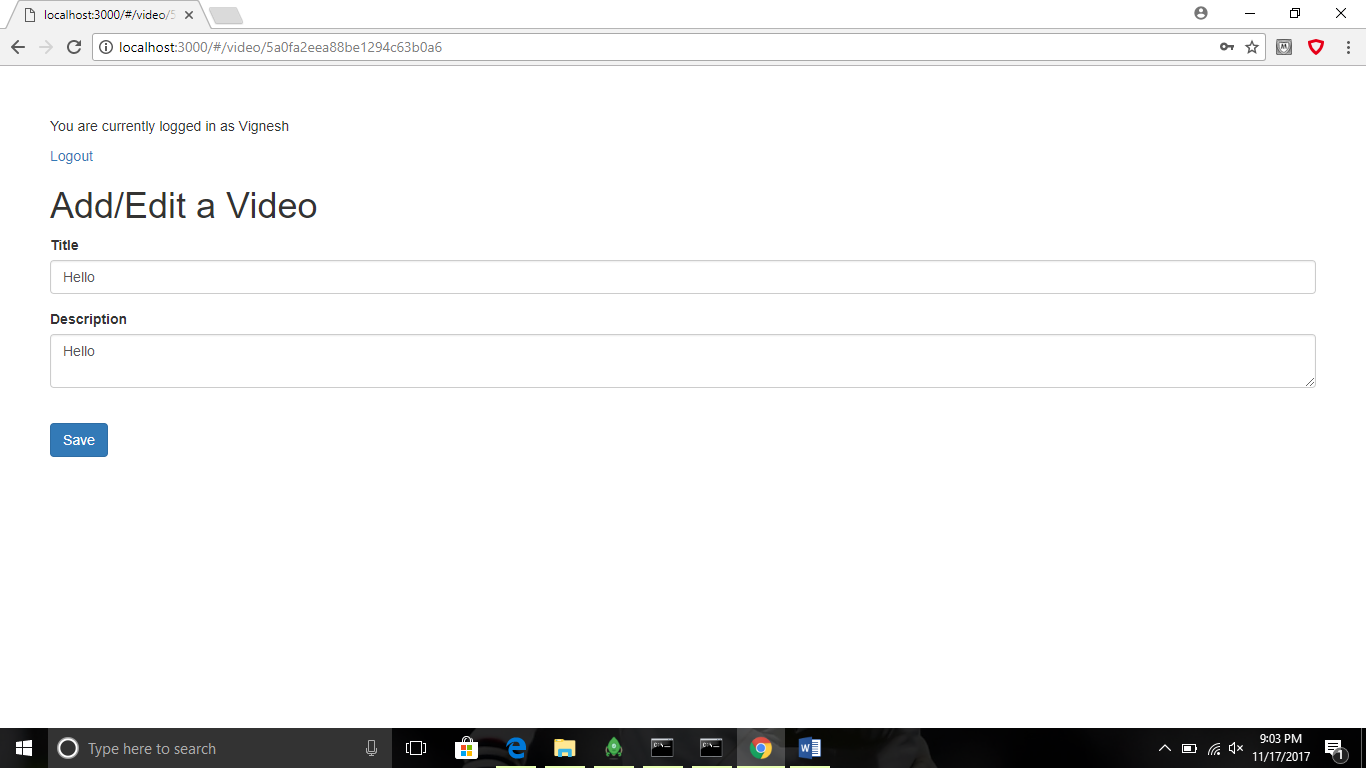 localhost:3000/#/video/5
localhost:3000/#/video/5a0fa2eea88be1294c63b0a6
You are currently logged in as Vignesh
Logout
Add/Edit a Video
Title
Hello
Description
Hello
Save
Type here to search
9:03 PM
11/17/2017
1